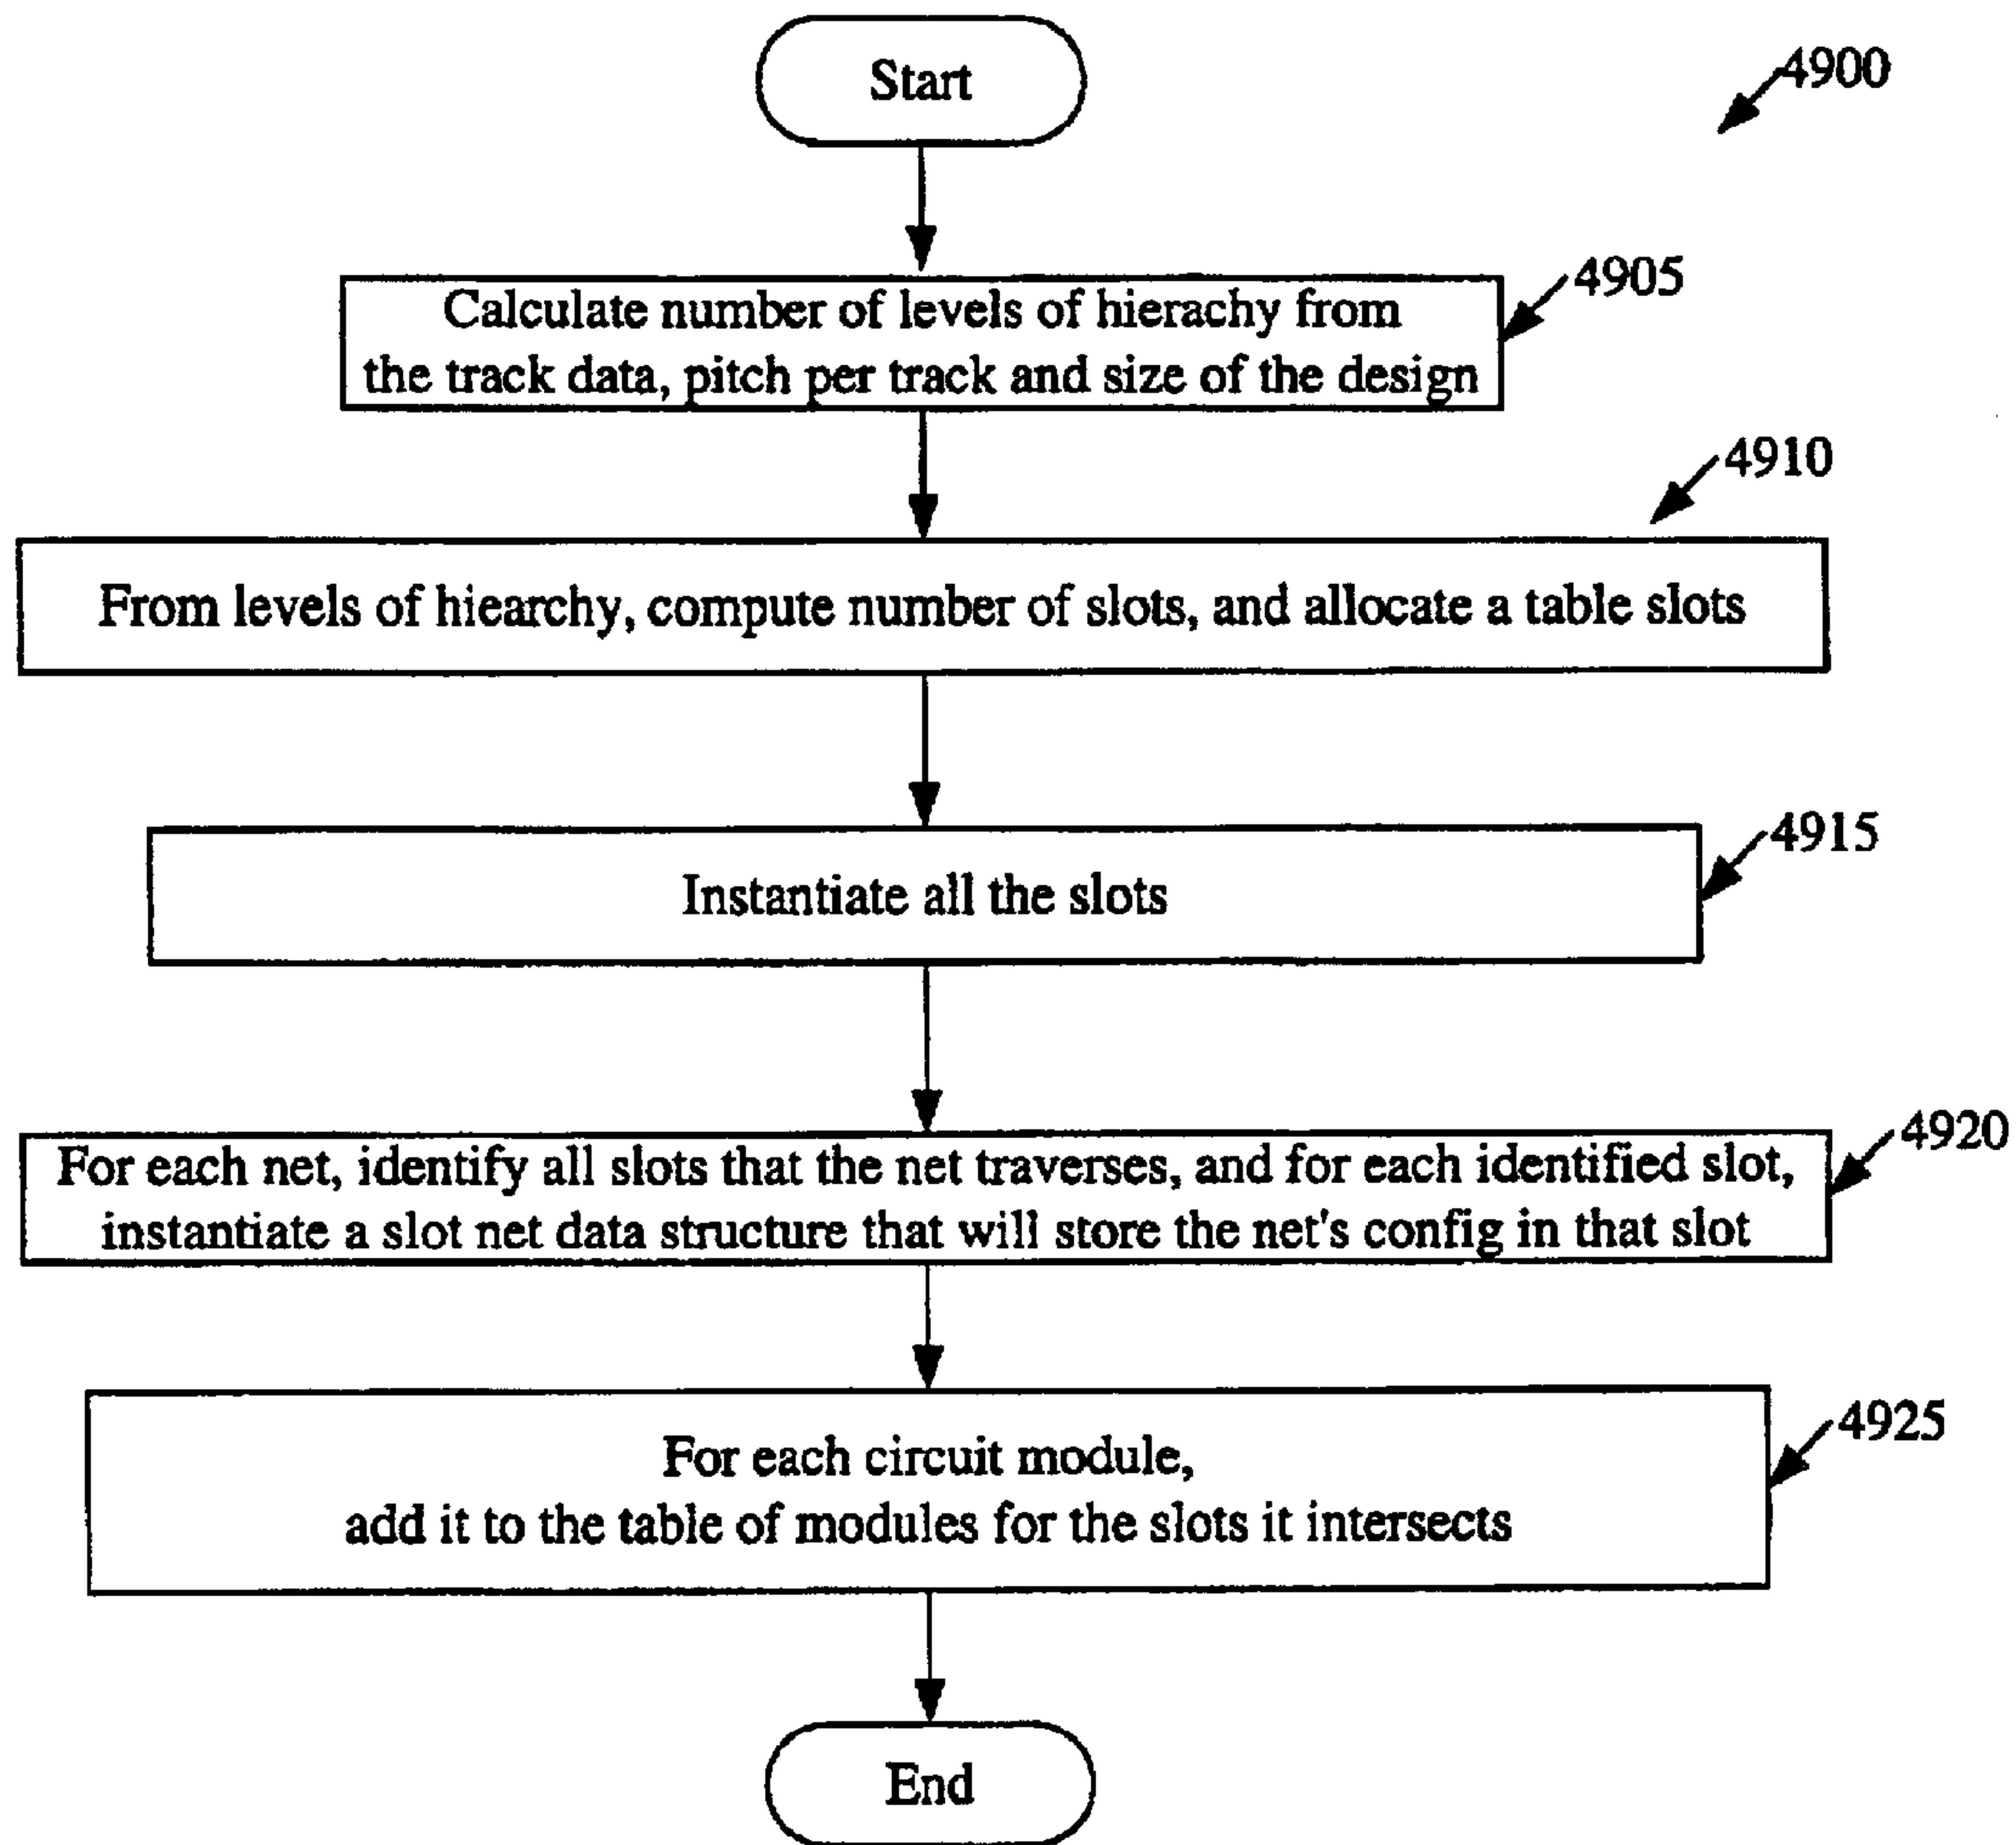 Start
4900
4905
Calculate number of levels of hierachy from
the track data, pitch per track and size of the design
4910
From levels of hiearchy, compute number of slots, and allocate a table slots
4915
Instantiate all the slots
4920
For each net, identify all slots that the net traverses, and for each identified slot,
instantiate a slot net data structure that will store the net's config in that slot
4925
For each circuit module,
add it to the table of modules for the slots it intersects
End